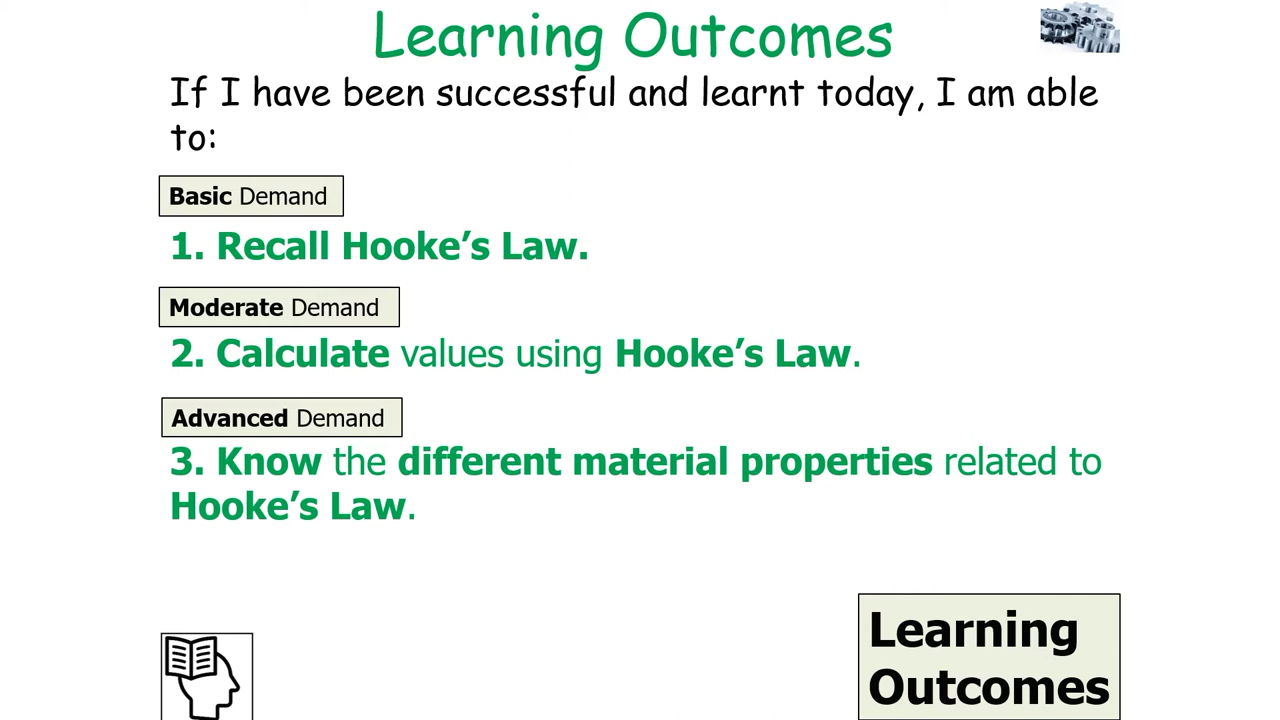 Learning Outcomes
If I have been successful and learnt today, I am able
to:
Basic Demand
1. Recall Hooke’s Law.
Moderate Demand
2. Calculate values using Hooke’s Law.
Advanced Demand
3. Know the different material properties related to
Hooke’s Law.
Learning
Outcomes